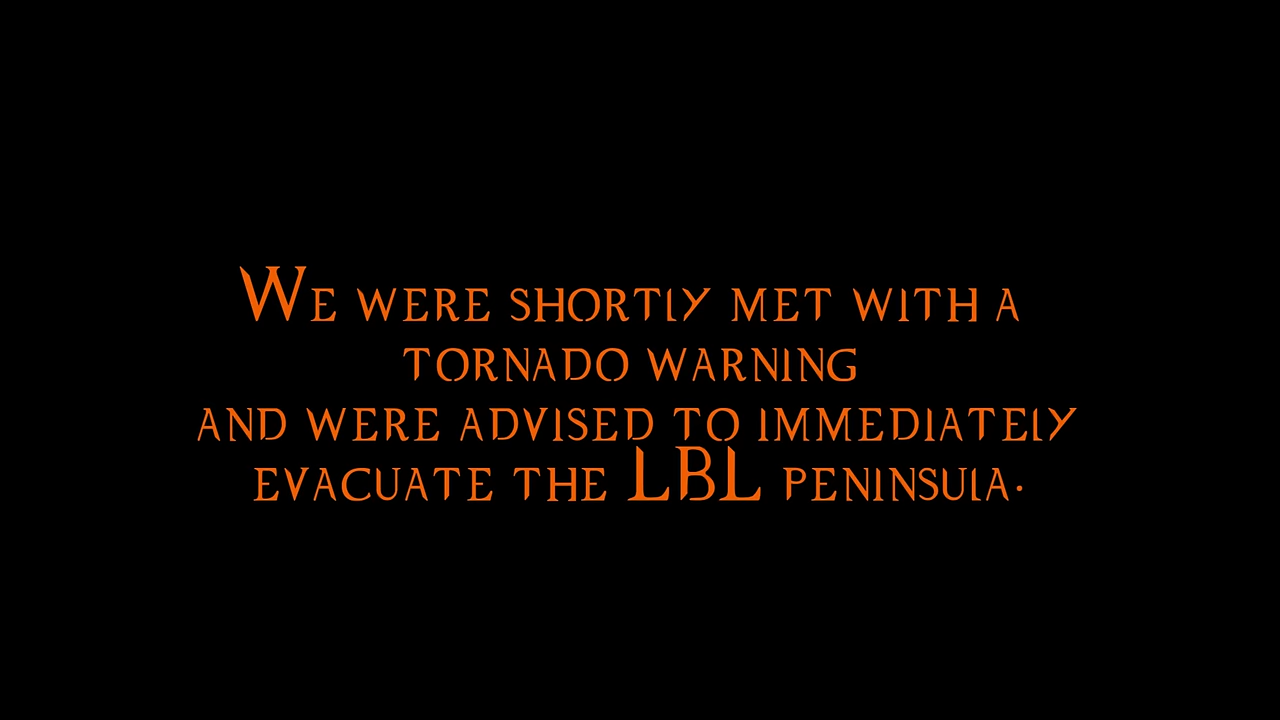 We were shortly met with a
tornado warning
and were advised to immediately
evacuate the LBL peninsula.